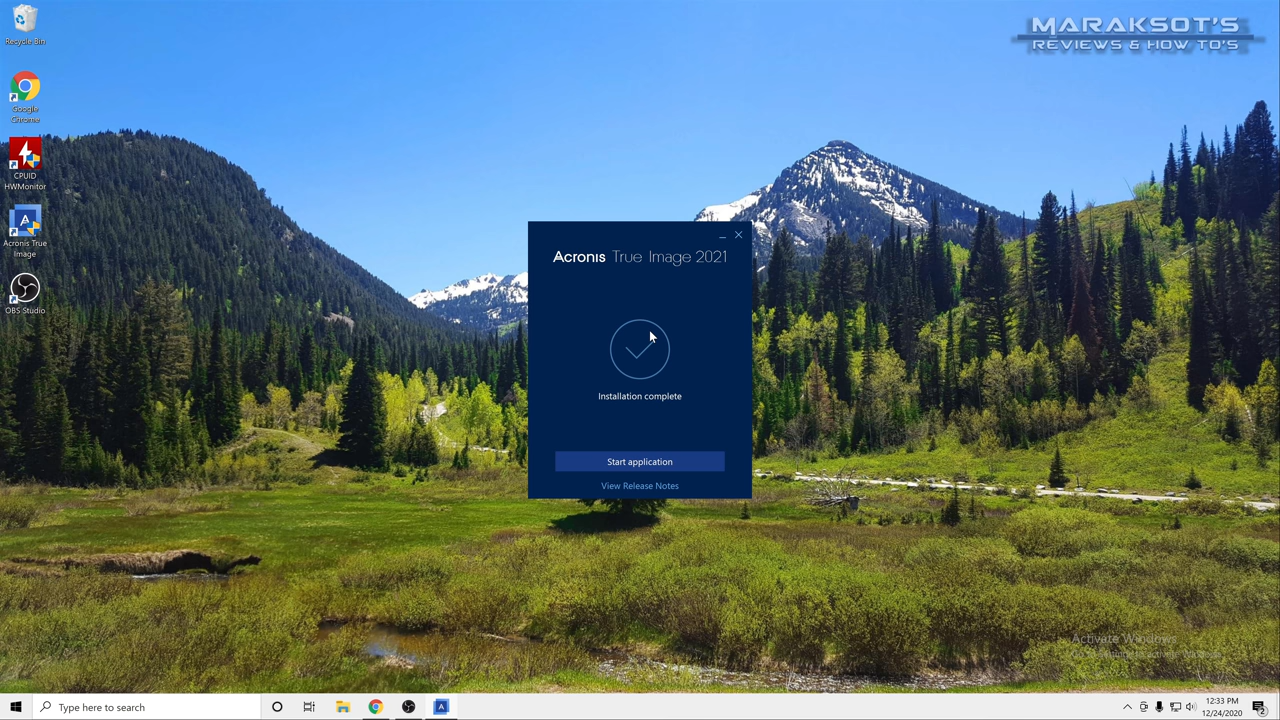 Recycle Bin
MARAKSOT'S
REVIEWS & HOW TO'S
Google
Chrome
CPUID
HWMonitor
Acronis True
Image
OBS Studio
Acronis True Image 2021
Installation complete
Start application
View Release Notes
Activate Windows
Type here to search
12:33 PM
12/24/2020
2